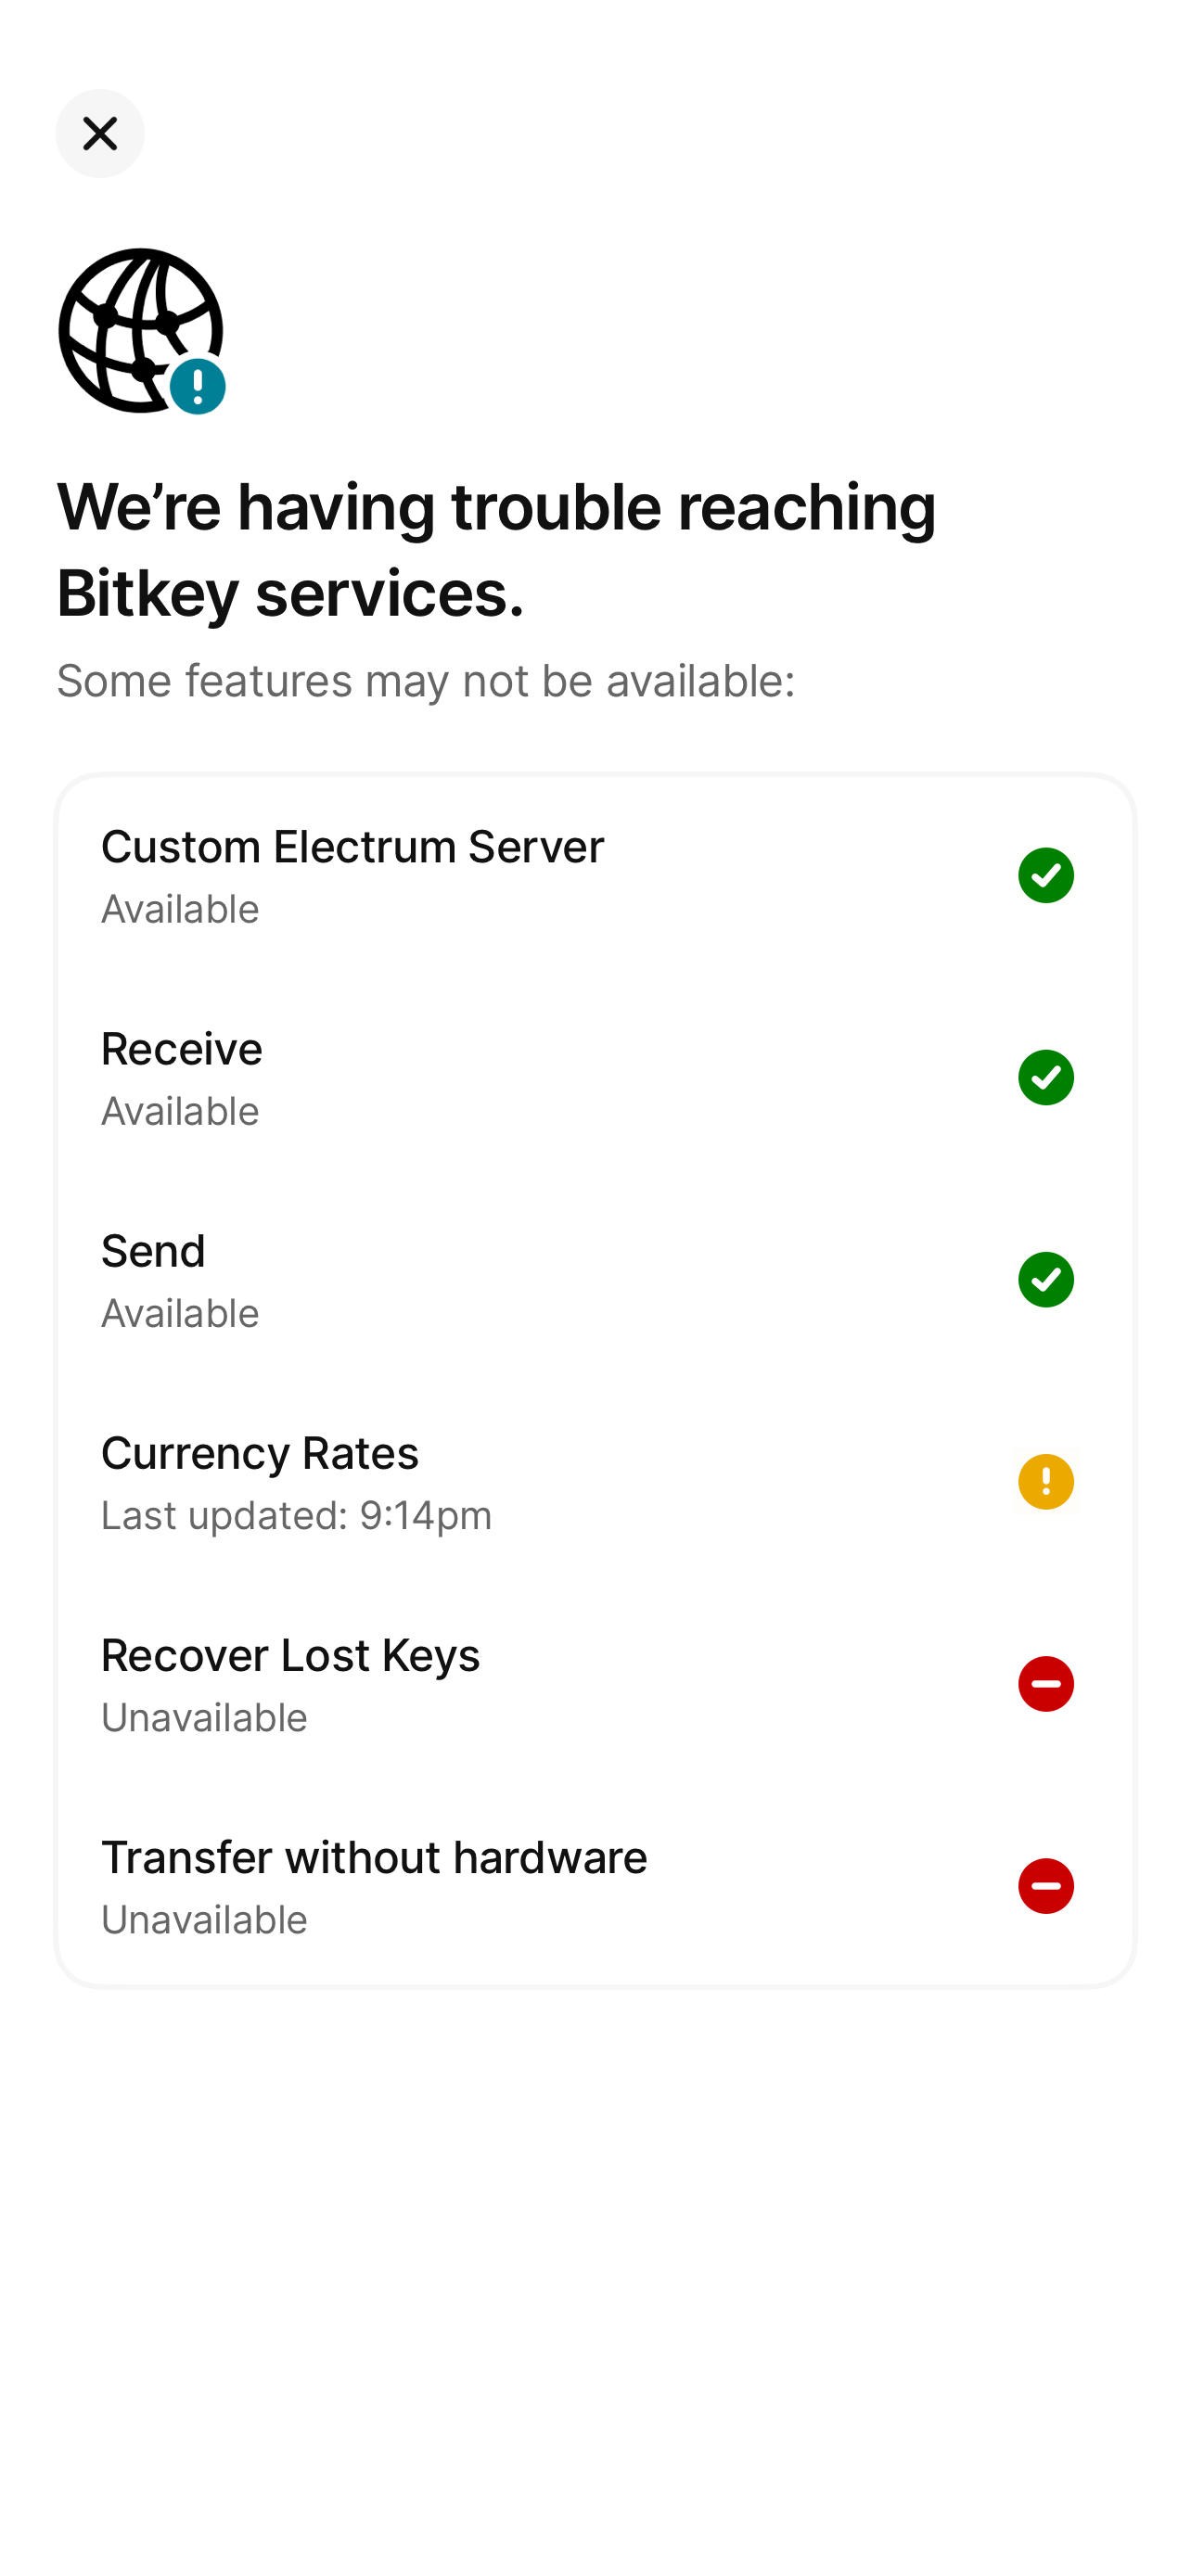 We’re having trouble reaching
Bitkey services.
Some features may not be available:
Custom Electrum Server
Available
Receive
Available
Send
Available
Currency Rates
Last updated: 9:14pm
Recover Lost Keys
Unavailable
Transfer without hardware
Unavailable